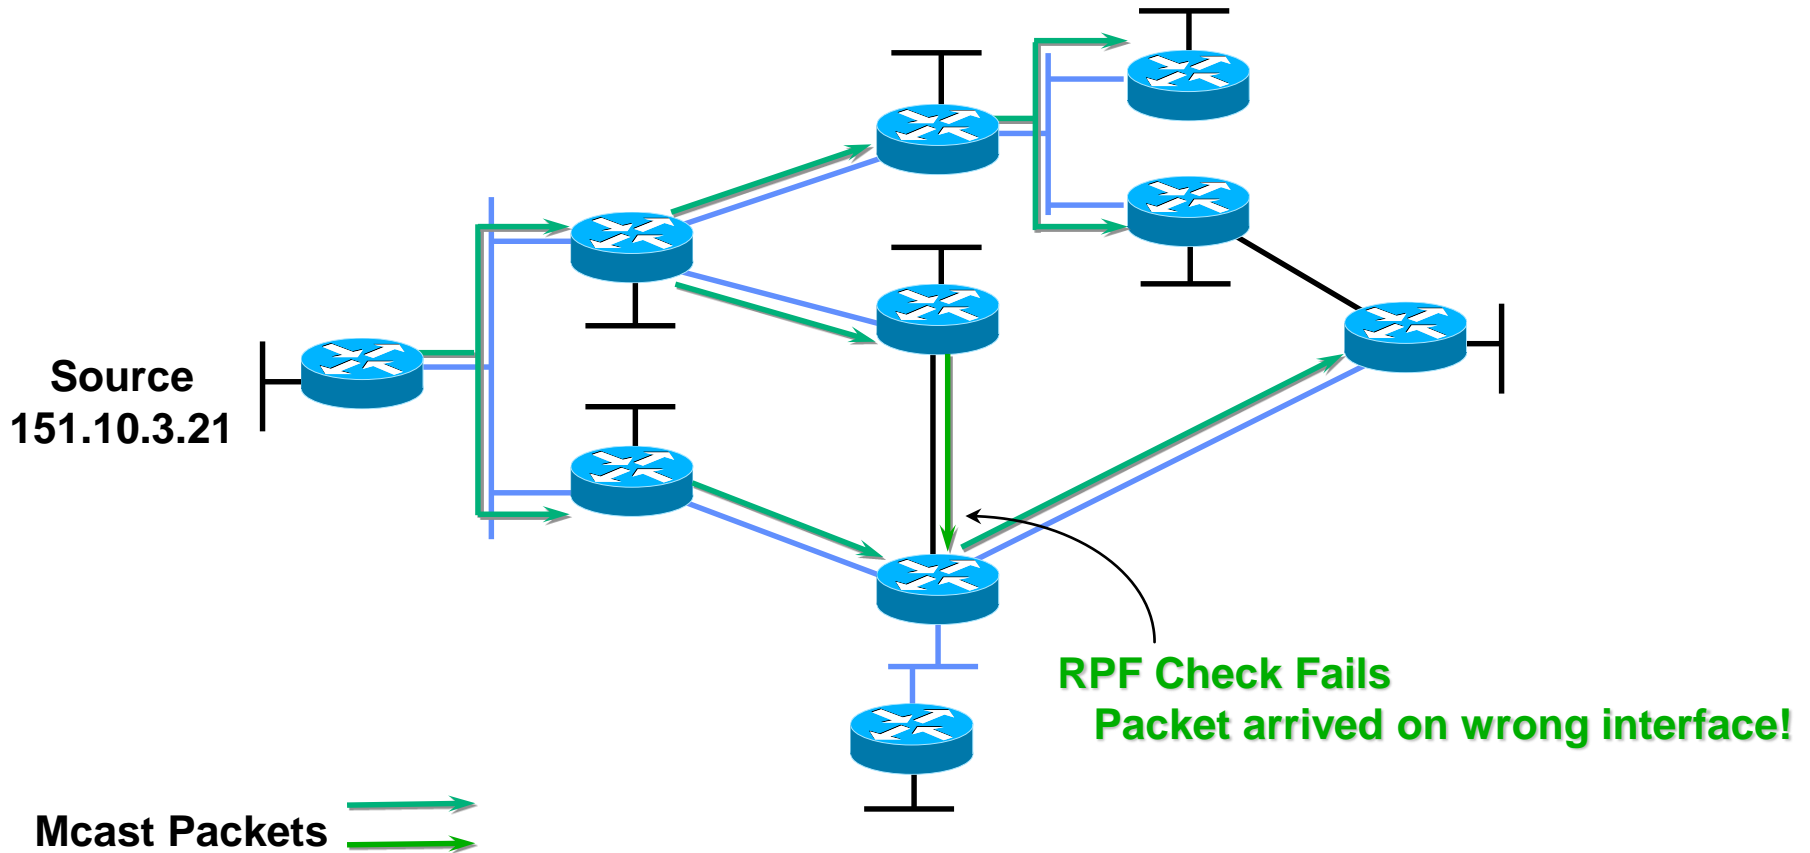 Source
151.10.3.21
RPF Check Fails
Packet arrived on wrong interface!
Mcast Packets